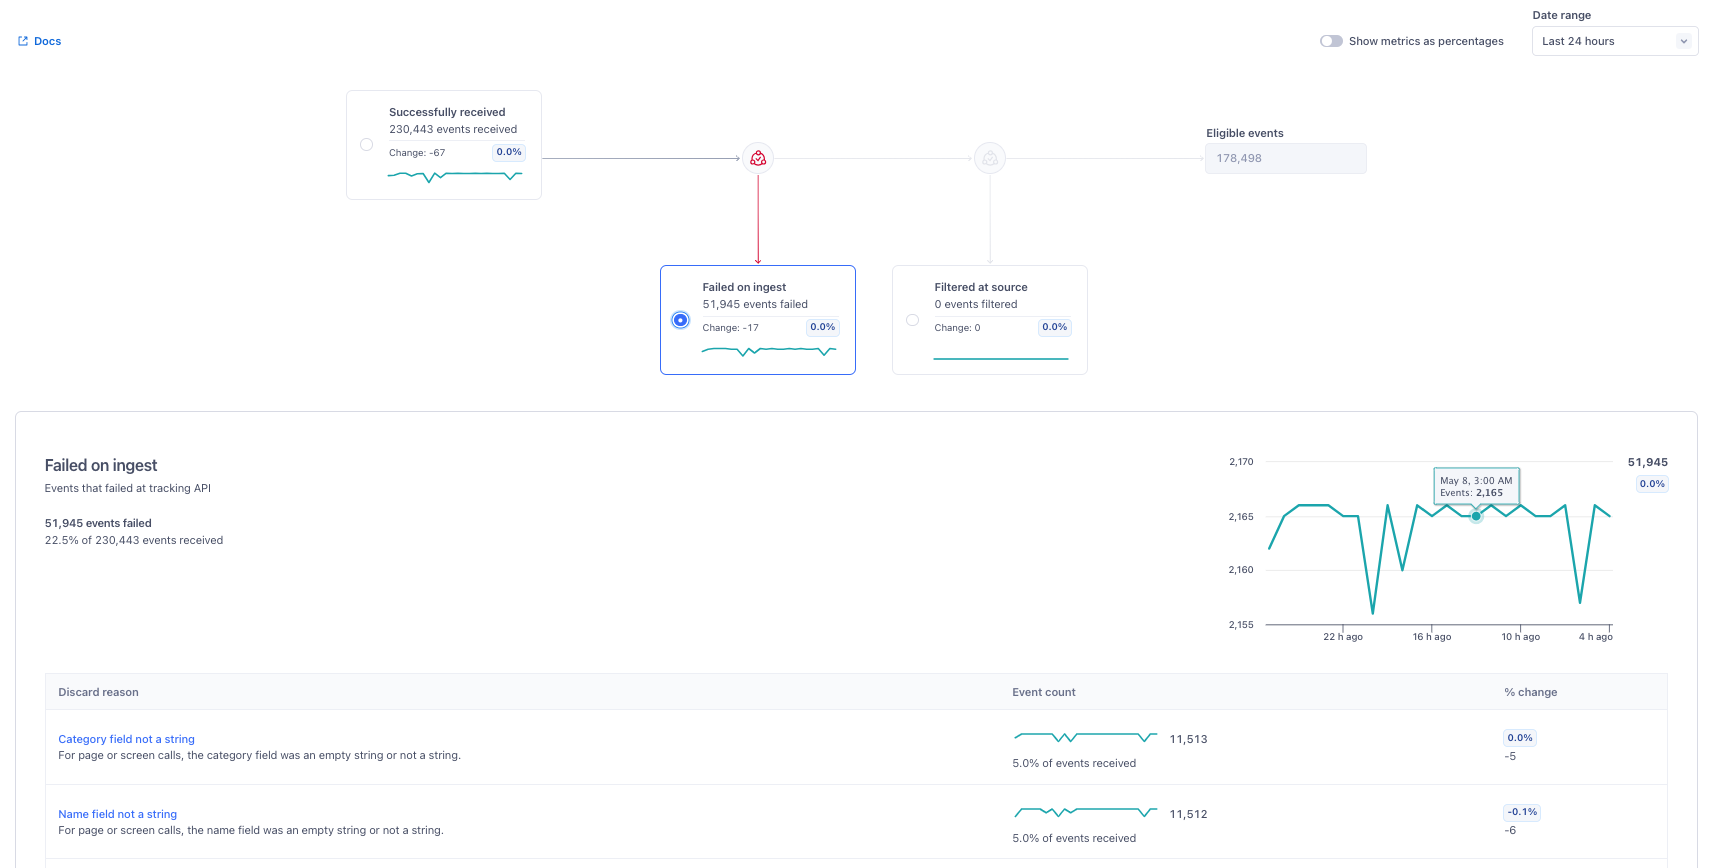 Docs
Show metrics as percentages
Date range
Last 24 hours
Successfully received
230,443 events received
Change: -67
0.0%
Eligible events
178,498
Failed on ingest
51,945 events failed
Change: -17
0.0%
Filtered at source
0 events filtered
Change: 0
0.0%
Failed on ingest
Events that failed at tracking API
51,945 events failed
22.5% of 230,443 events received
2,170
2,165
2,160
2,155
May 8, 3:00 AM
Events: 2,165
22 h ago
16 h ago
10 h ago
4 h ago
51,945
0.0%
Discard reason
Event count
% change
Category field not a string
For page or screen calls, the category field was an empty string or not a string.
11,513
5.0% of events received
0.0%
-5
Name field not a string
For page or screen calls, the name field was an empty string or not a string.
11,512
5.0% of events received
-0.1%
-6